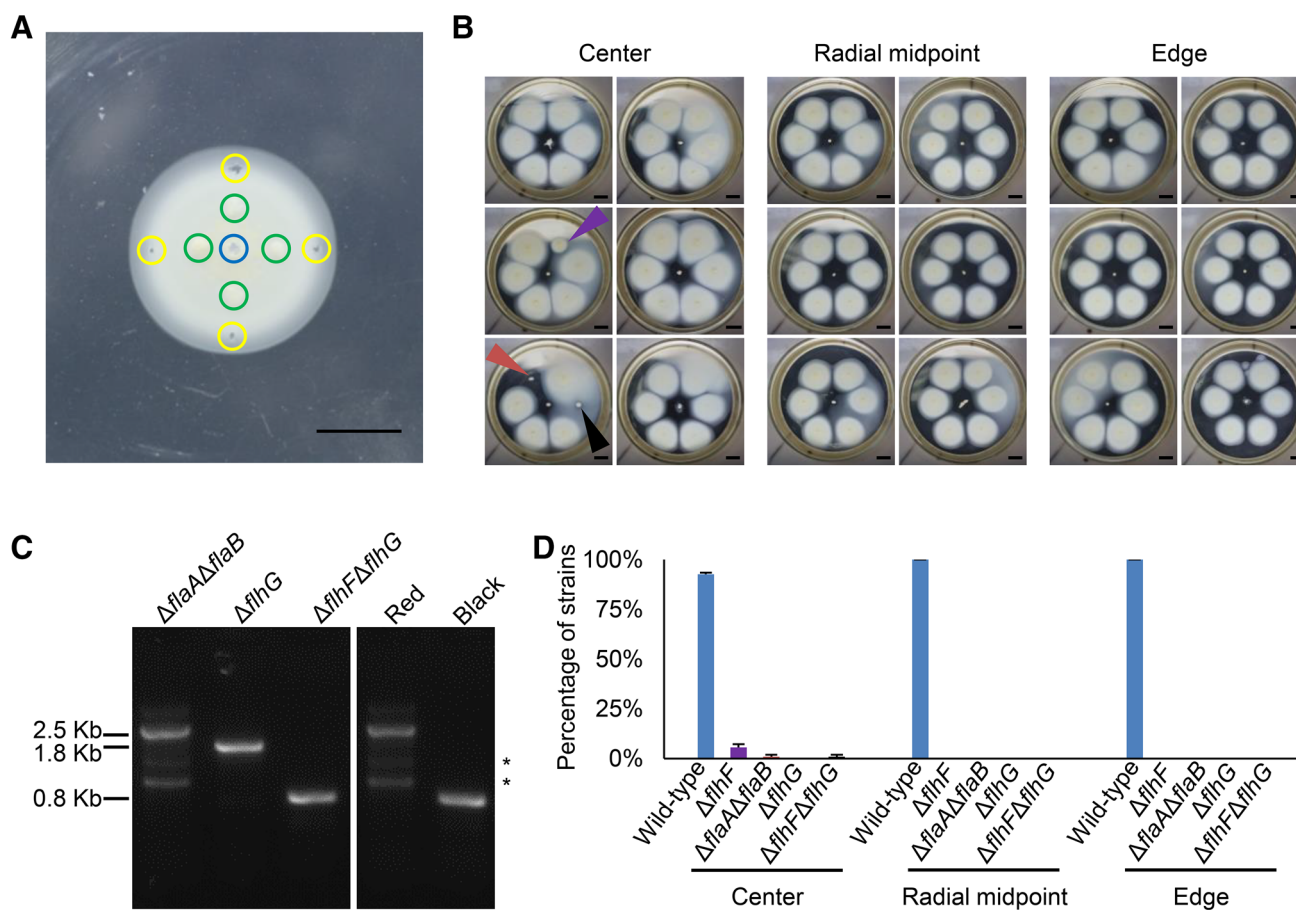 A
B
Center
Radial midpoint
Edge
C
ΔflaAΔflaB
ΔflhG
ΔflhFΔflhG
Red
Black
2.5 Kb
1.8 Kb
0.8 Kb
*
*
D
Percentage of strains
100%
75%
50%
25%
0%
Wild-type
ΔflhF
ΔflaAΔflaB
ΔflhG
ΔflhFΔflhG
Wild-type
ΔflhF
ΔflaAΔflaB
ΔflhG
ΔflhFΔflhG
Wild-type
ΔflhF
ΔflaAΔflaB
ΔflhG
ΔflhFΔflhG
Center
Radial midpoint
Edge